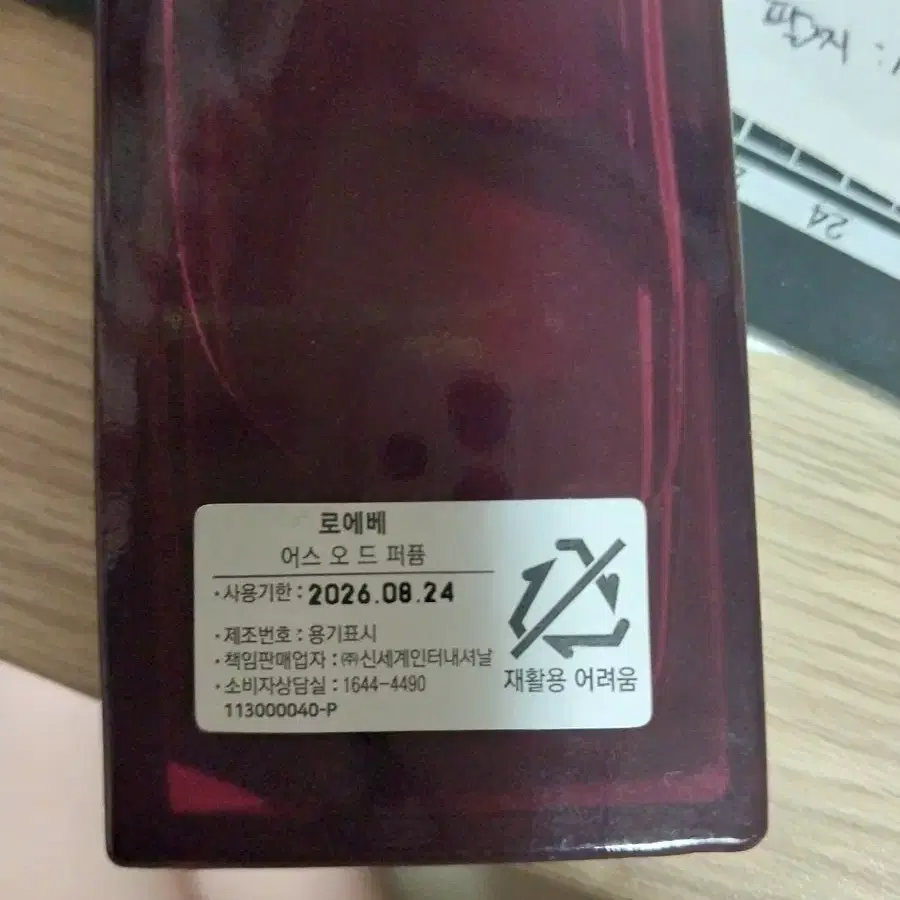 24
로에베
어스 오 드 퍼퓸
·사용기한 : 2026.08.24
·제조번호 : 용기표시
·책임판매업자 : ㈜신세계인터내셔날
·소비자상담실 : 1644-4490
113000040-P
재활용 어려움